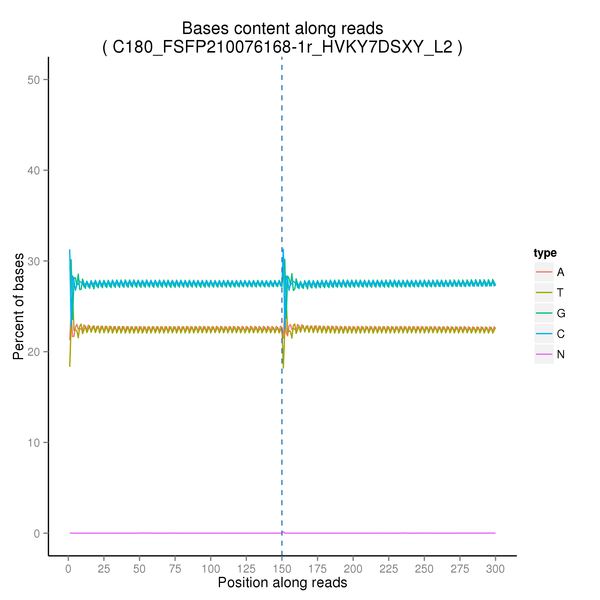 Bases content along reads
( C180_FSFP210076168-1r_HVKY7DSXY_L2 )
50
40
30
20
10
0
Percent of bases
type
A
T
G
C
N
0 25 50 75 100 125 150 175 200 225 250 275 300
Position along reads